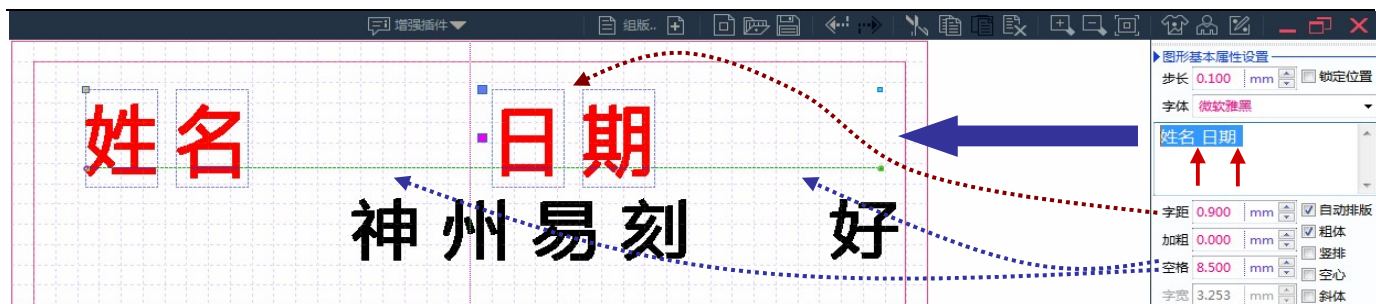 增强插件
组版..
图形基本属性设置
步长 0.100 mm 锁定位置
字体 微软雅黑
姓名 日期
姓名 日期
神州易刻 好
字距 0.900 mm 自动排版
加粗 0.000 mm 粗体
竖排
空格 8.500 mm 空心
字宽 3.253 mm 斜体